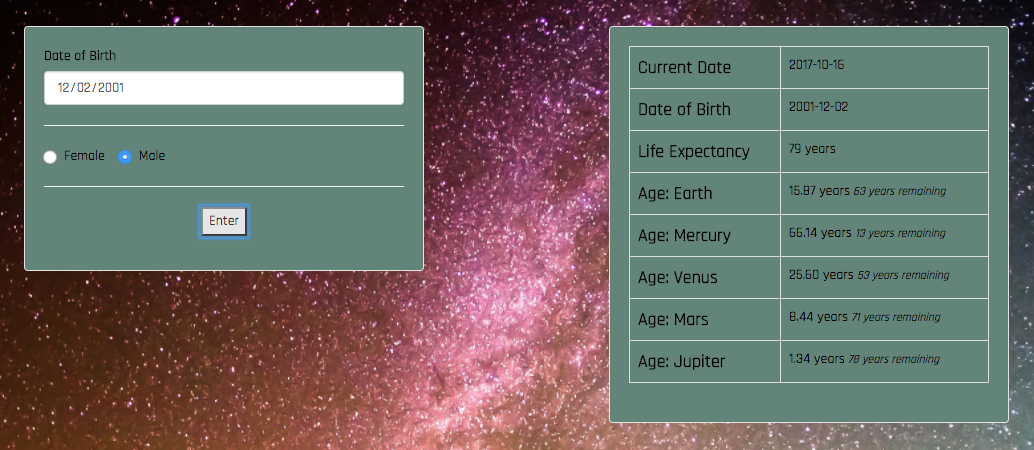 Date of Birth
12/02/2001
Female Male
Enter
Current Date 2017-10-16
Date of Birth 2001-12-02
Life Expectancy 79 years
Age: Earth 15.87 years 63 years remaining
Age: Mercury 66.14 years 13 years remaining
Age: Venus 25.60 years 53 years remaining
Age: Mars 8.44 years 71 years remaining
Age: Jupiter 1.34 years 78 years remaining